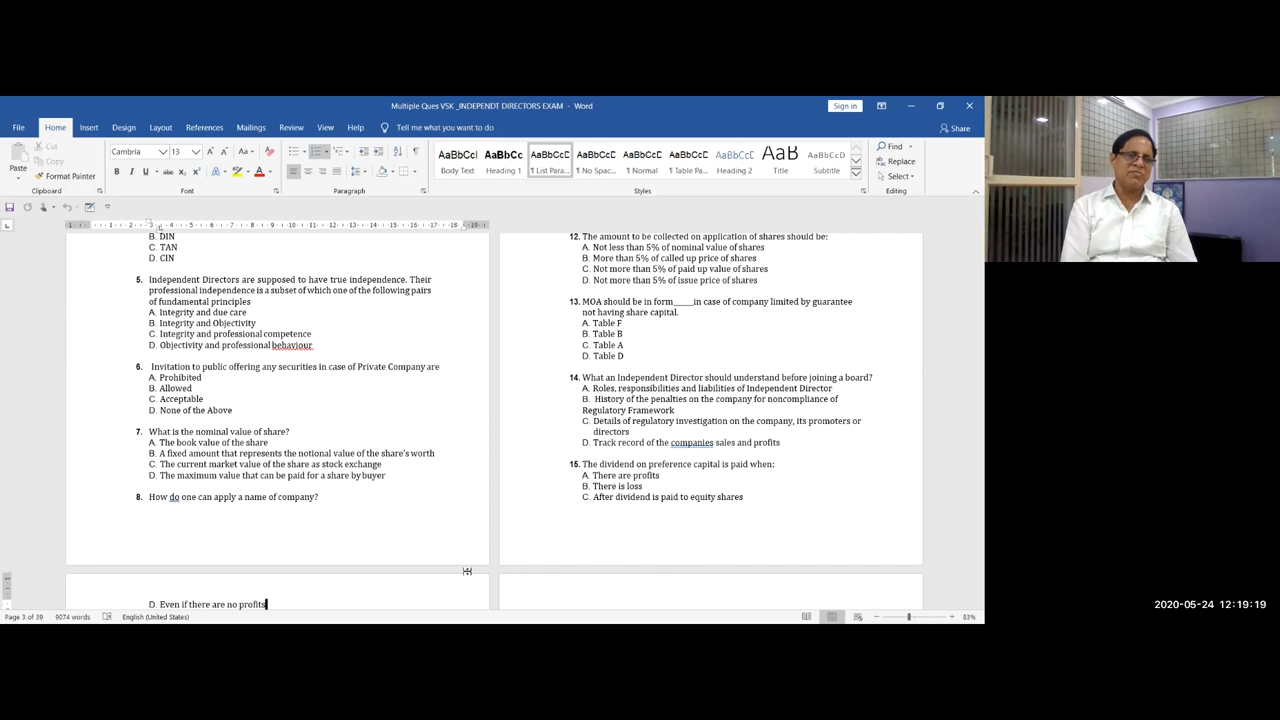 Multiple Ques VSK _INDEPENDT DIRECTORS EXAM - Word
Sign in
File Home Insert Design Layout References Mailings Review View Help Tell me what you want to do
Share
Paste
Cut
Copy
Format Painter
Clipboard
Cambria 13
Font
Paragraph
AaBbCcI AaBbCc AaBbCcD AaBbCcD AaBbCcD AaBbCcD AaBbCcD AaB AaBbCcD
Body Text Heading 1 ¶ List Para... ¶ No Spac... ¶ Normal ¶ Table Pa... Heading 2 Title Subtitle
Styles
Find
Replace
Select
Editing
B. DIN
C. TAN
D. CIN
5. Independent Directors are supposed to have true independence. Their
professional independence is a subset of which one of the following pairs
of fundamental principles
A. Integrity and due care
B. Integrity and Objectivity
C. Integrity and professional competence
D. Objectivity and professional behaviour
6. Invitation to public offering any securities in case of Private Company are
A. Prohibited
B. Allowed
C. Acceptable
D. None of the Above
7. What is the nominal value of share?
A. The book value of the share
B. A fixed amount that represents the notional value of the share's worth
C. The current market value of the share as stock exchange
D. The maximum value that can be paid for a share by buyer
8. How do one can apply a name of company?
12. The amount to be collected on application of shares should be:
A. Not less than 5% of nominal value of shares
B. More than 5% of called up price of shares
C. Not more than 5% of paid up value of shares
D. Not more than 5% of issue price of shares
13. MOA should be in form_____in case of company limited by guarantee
not having share capital.
A. Table F
B. Table B
C. Table A
D. Table D
14. What an Independent Director should understand before joining a board?
A. Roles, responsibilities and liabilities of Independent Director
B. History of the penalties on the company for noncompliance of
Regulatory Framework
C. Details of regulatory investigation on the company, its promoters or
directors
D. Track record of the companies sales and profits
15. The dividend on preference capital is paid when:
A. There are profits
B. There is loss
C. After dividend is paid to equity shares
D. Even if there are no profits
Page 3 of 39 9074 words English (United States)
83%
2020-05-24 12:19:19